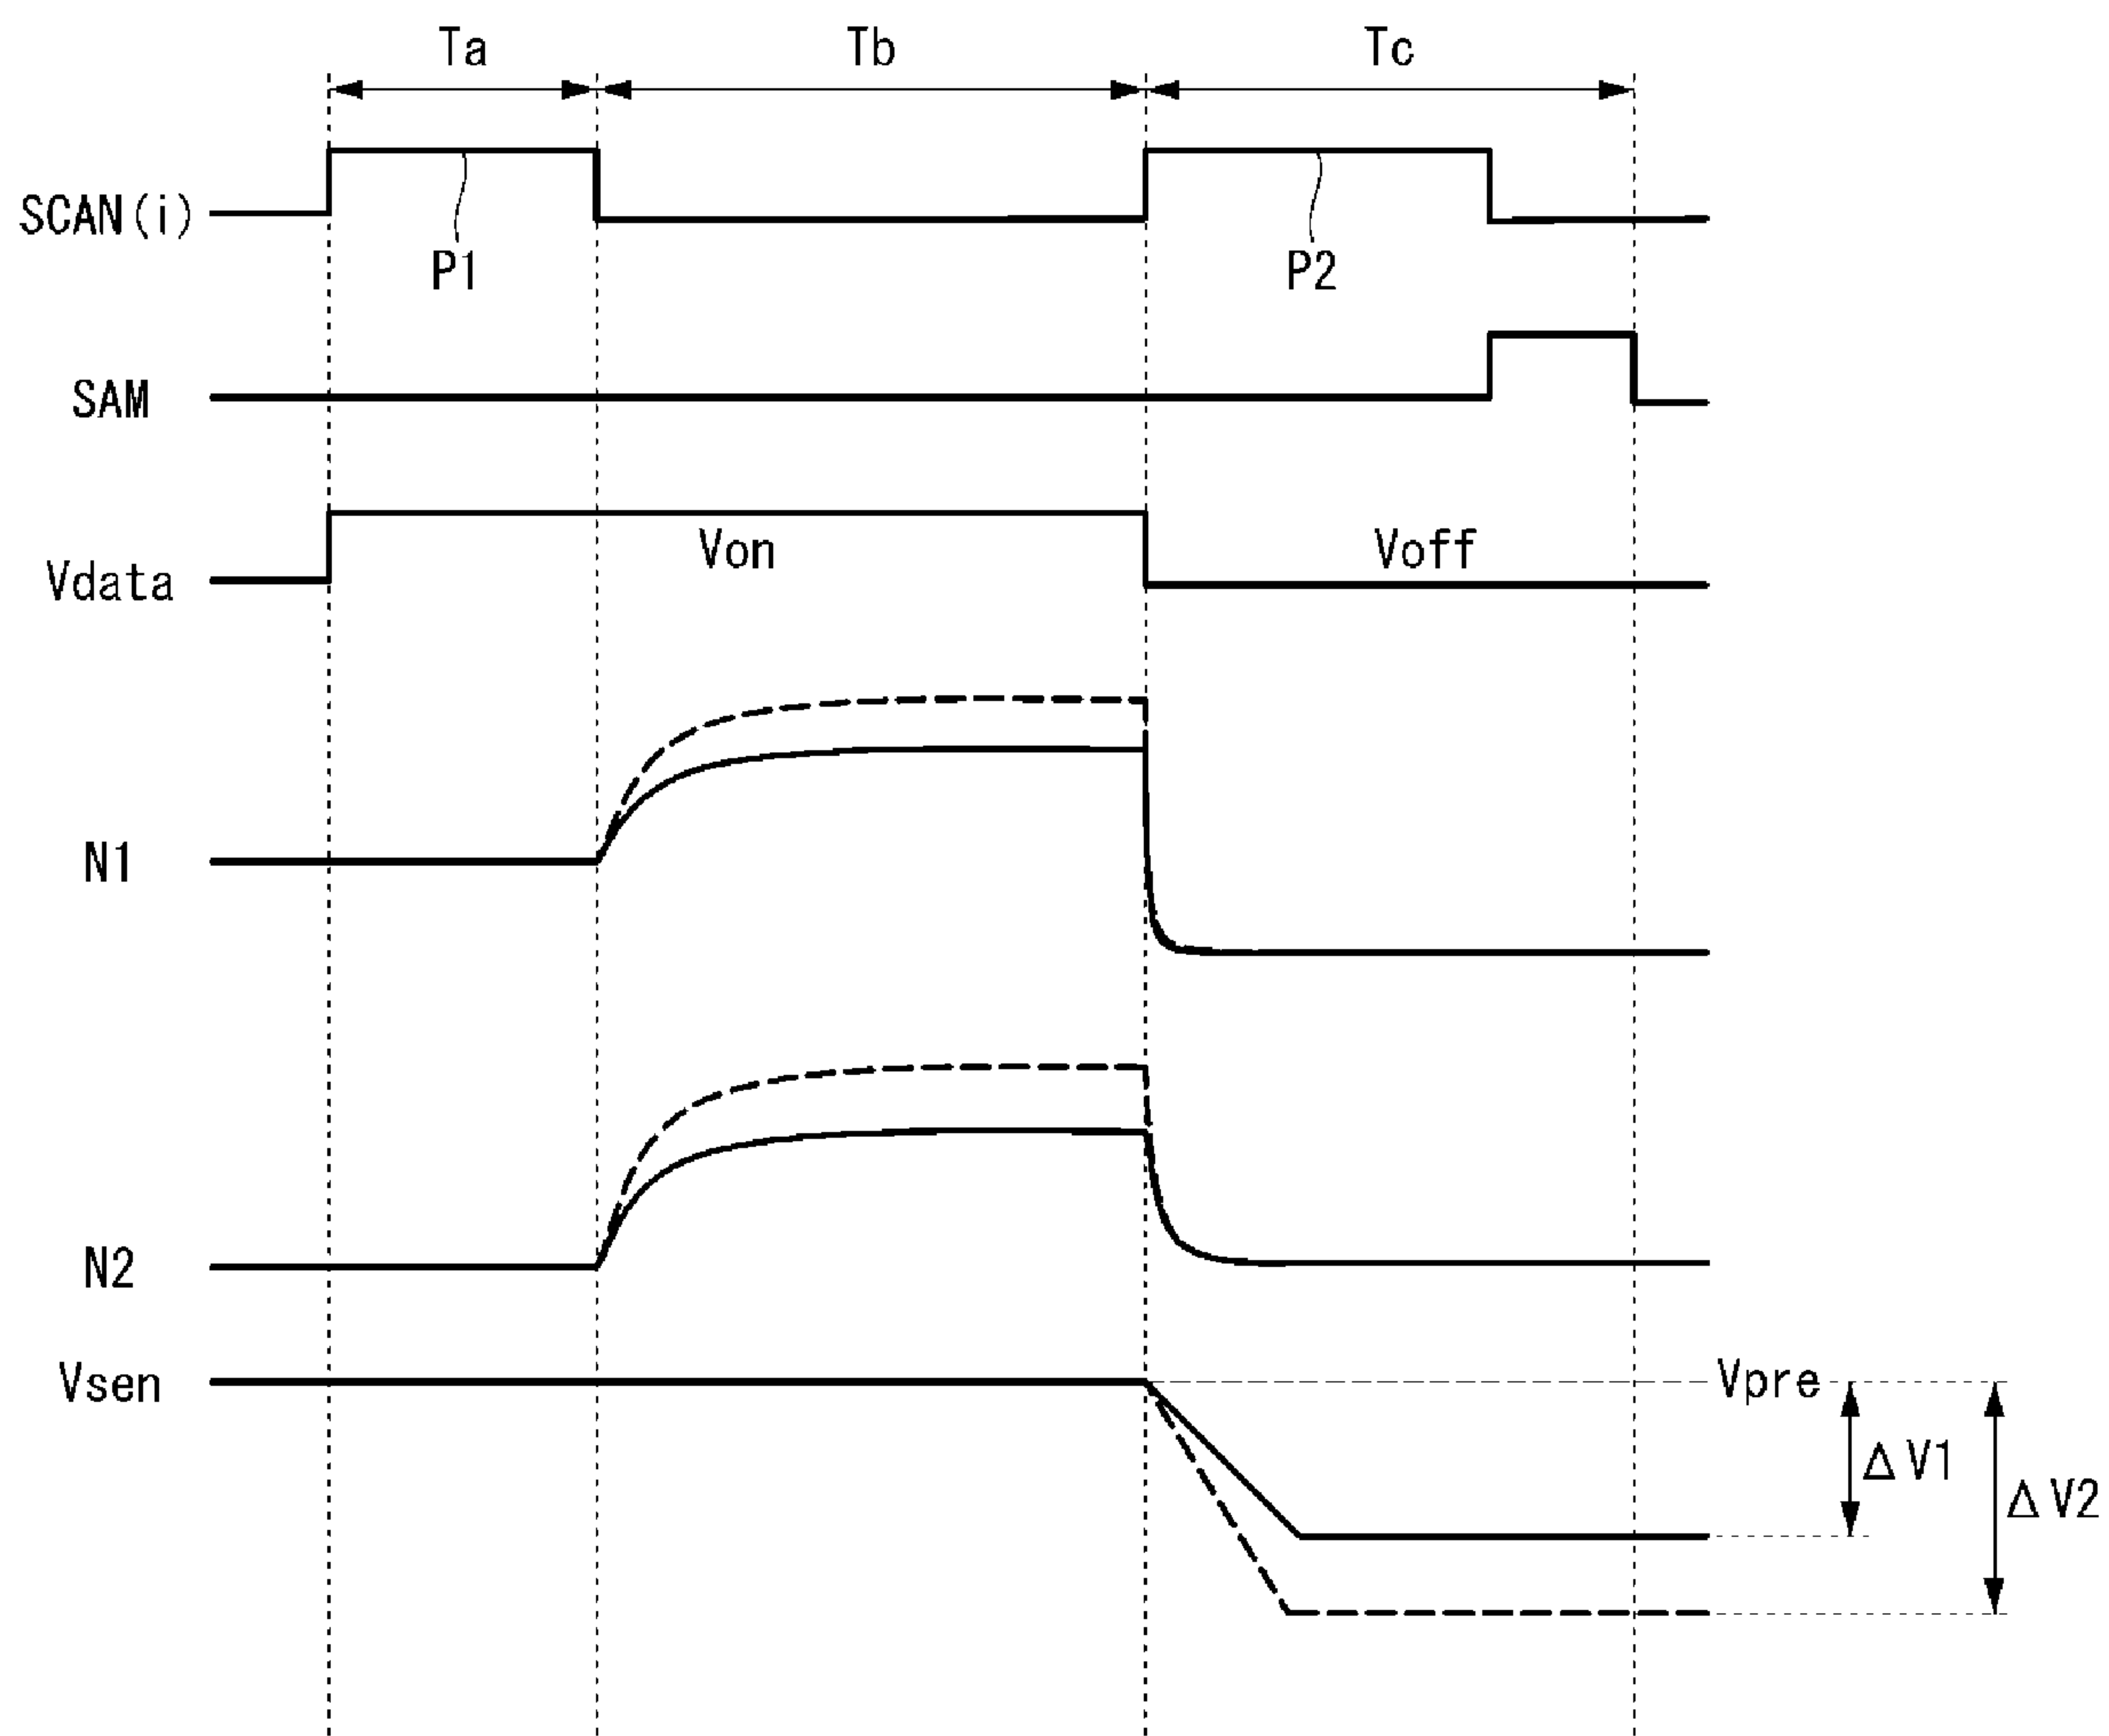 Ta Tb Tc
SCAN(i)
P1 P2
SAM
Von Voff
Vdata
N1
N2
Vsen Vpre
ΔV1
ΔV2